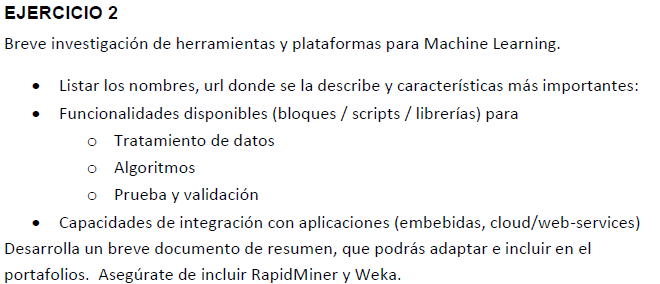 EJERCICIO 2
Breve investigación de herramientas y plataformas para Machine Learning.
• Listar los nombres, url donde se la describe y características más importantes:
• Funcionalidades disponibles (bloques / scripts / librerías) para
o Tratamiento de datos
o Algoritmos
o Prueba y validación
• Capacidades de integración con aplicaciones (embebidas, cloud/web-services)
Desarrolla un breve documento de resumen, que podrás adaptar e incluir en el
portafolios. Asegúrate de incluir RapidMiner y Weka.